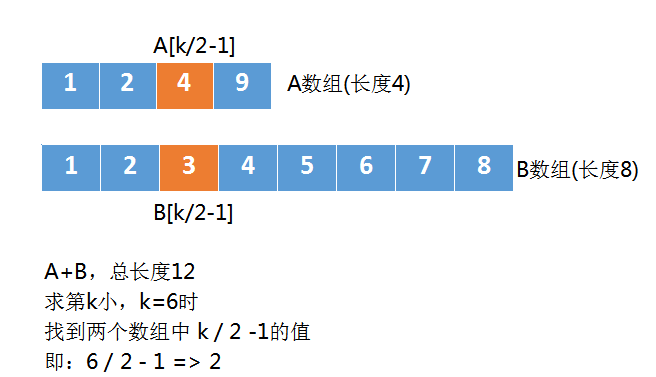 A[k/2-1]
1 2 4 9 A数组(长度4)
1 2 3 4 5 6 7 8 B数组(长度8)
B[k/2-1]
A+B，总长度12
求第k小，k=6时
找到两个数组中 k / 2 -1的值
即：6 / 2 - 1 => 2